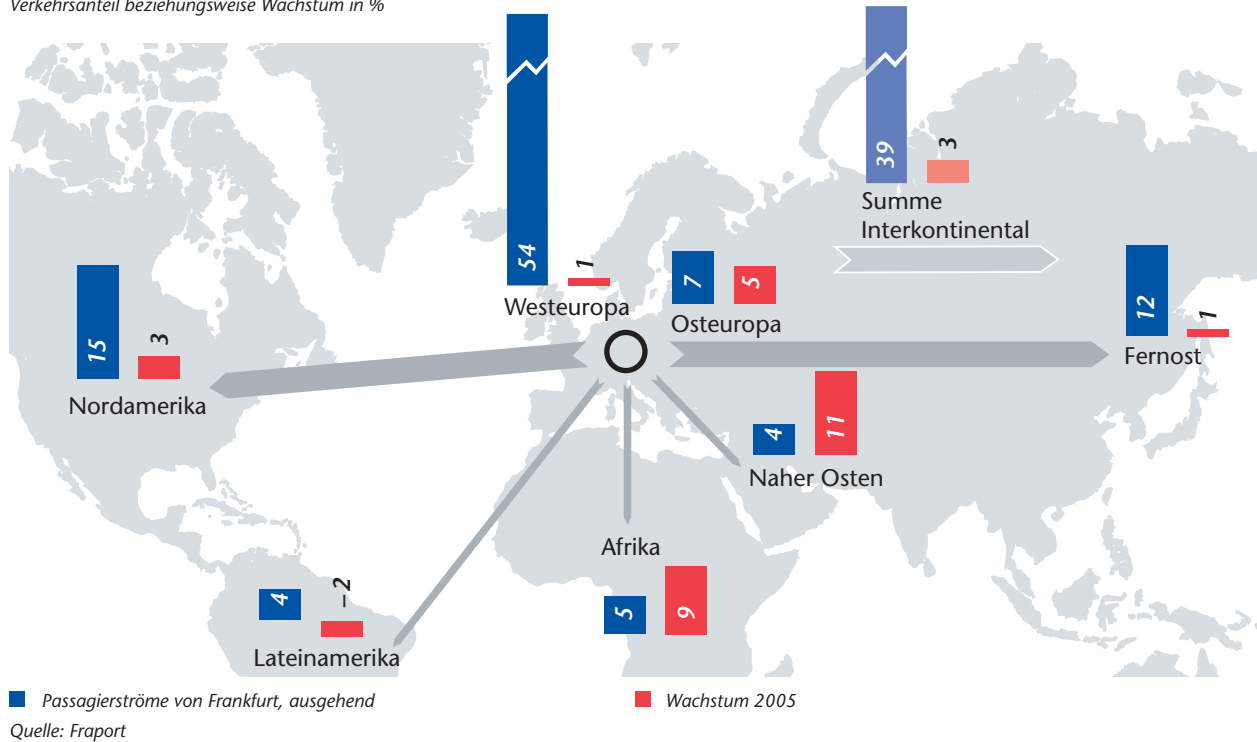 Verkehrsanteil beziehungsweise Wachstum in %
39
3
Summe
Interkontinental
54
1
Westeuropa
7
5
Osteuropa
12
1
Fernost
15
3
Nordamerika
4
11
Naher Osten
Afrika
5
9
4
–2
Lateinamerika
Passagierströme von Frankfurt, ausgehend
Wachstum 2005
Quelle: Fraport